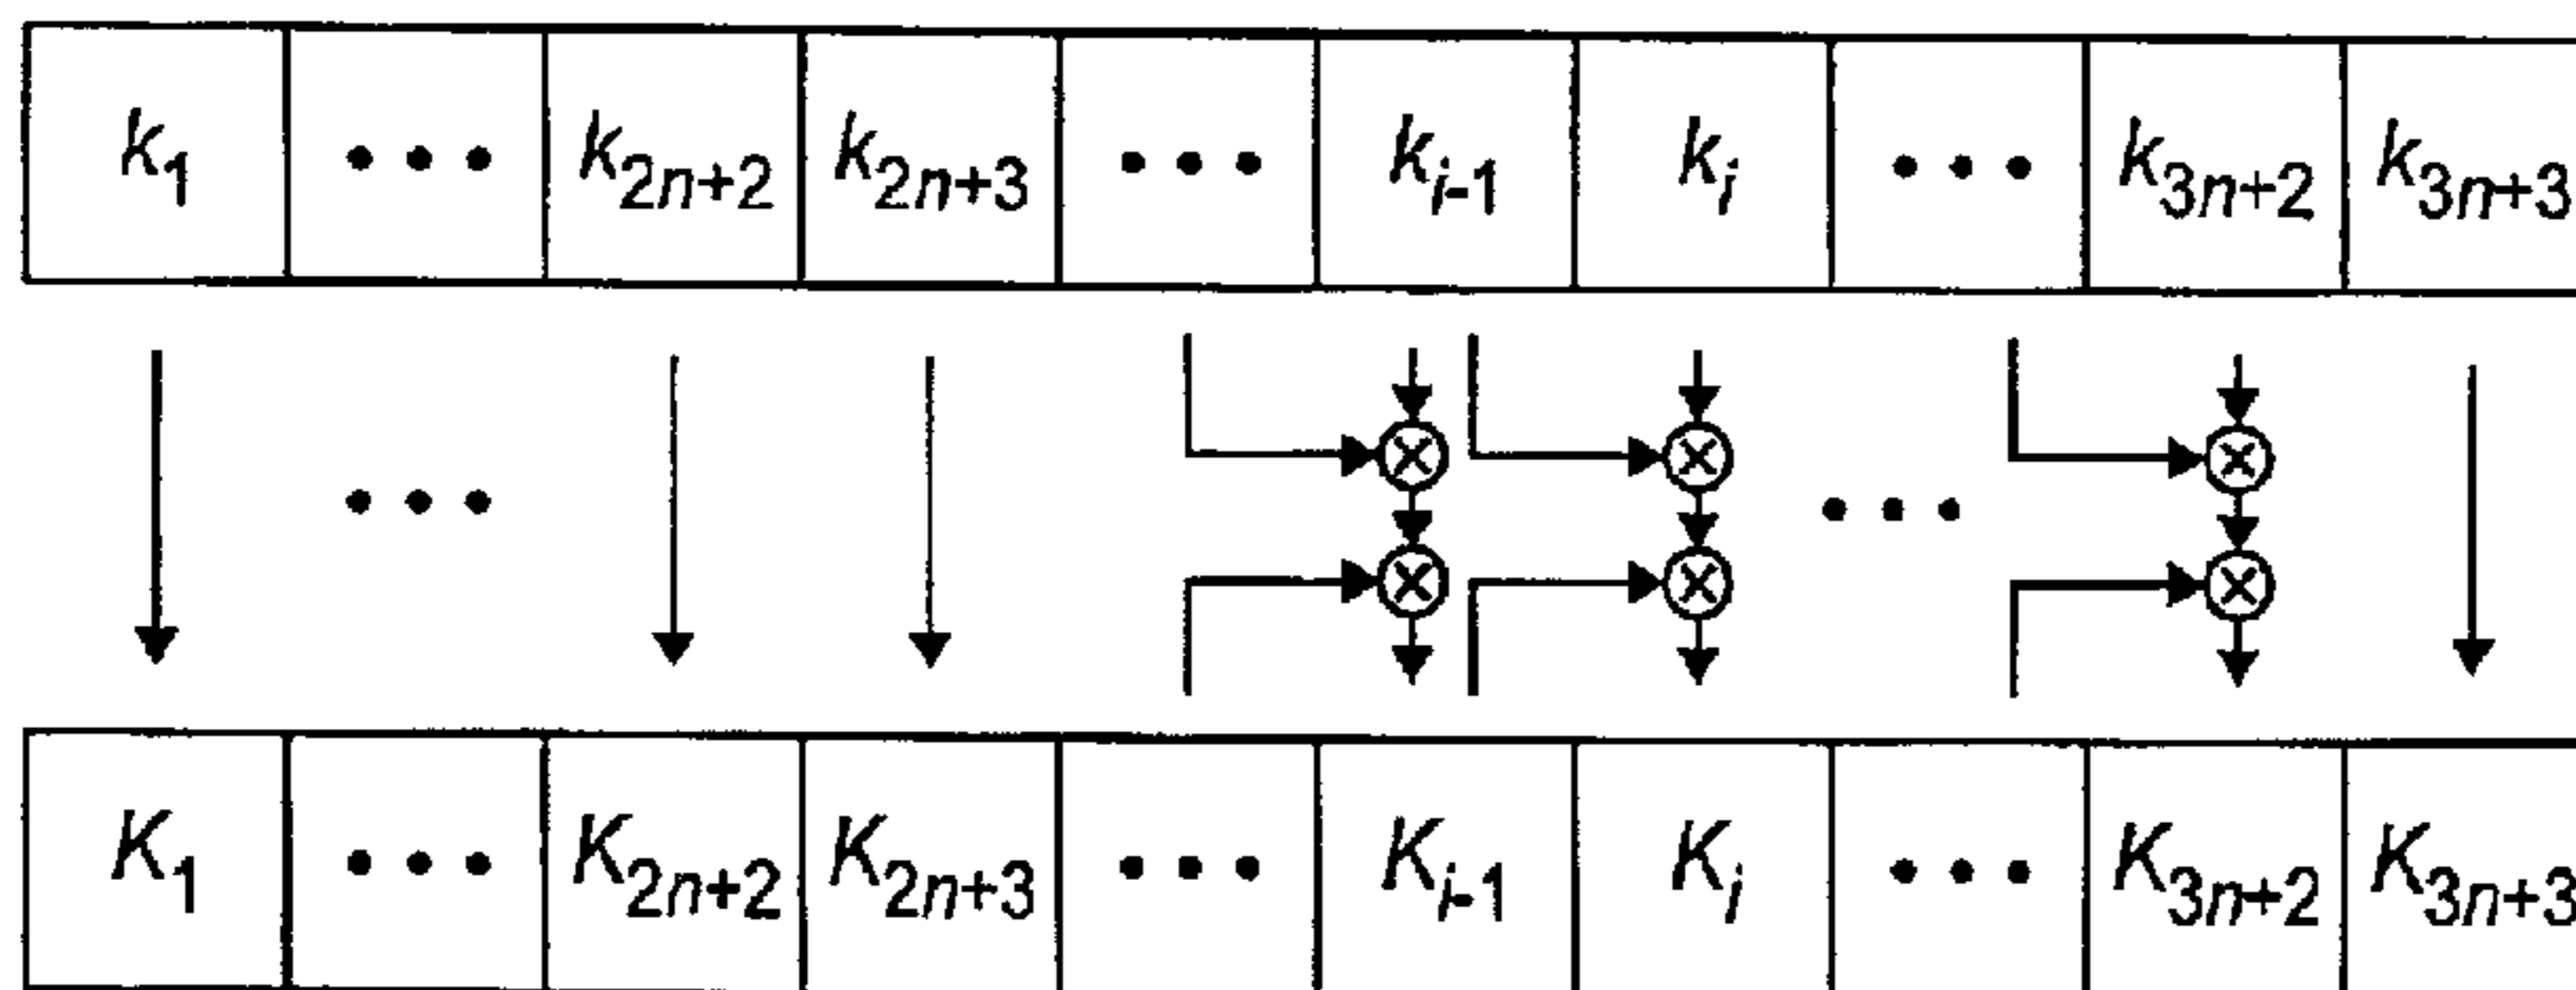 k₁ • • • k₂ₙ₊₂ k₂ₙ₊₃ • • • kᵢ₋₁ kᵢ • • • k₃ₙ₊₂ k₃ₙ₊₃
• • • • • •
K₁ • • • K₂ₙ₊₂ K₂ₙ₊₃ • • • Kᵢ₋₁ Kᵢ • • • K₃ₙ₊₂ K₃ₙ₊₃